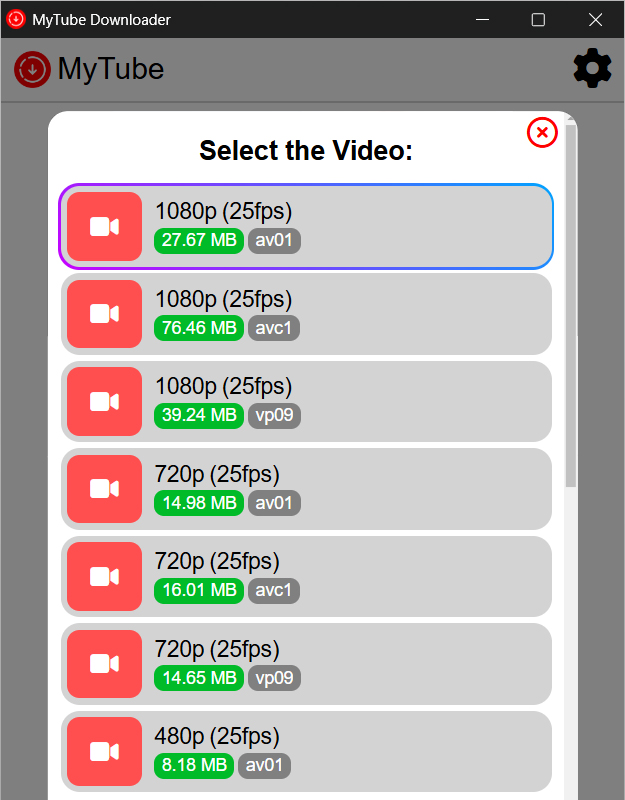 MyTube Downloader
MyTube
Select the Video:
1080p (25fps)
27.67 MB av01
1080p (25fps)
76.46 MB avc1
1080p (25fps)
39.24 MB vp09
720p (25fps)
14.98 MB av01
720p (25fps)
16.01 MB avc1
720p (25fps)
14.65 MB vp09
480p (25fps)
8.18 MB av01